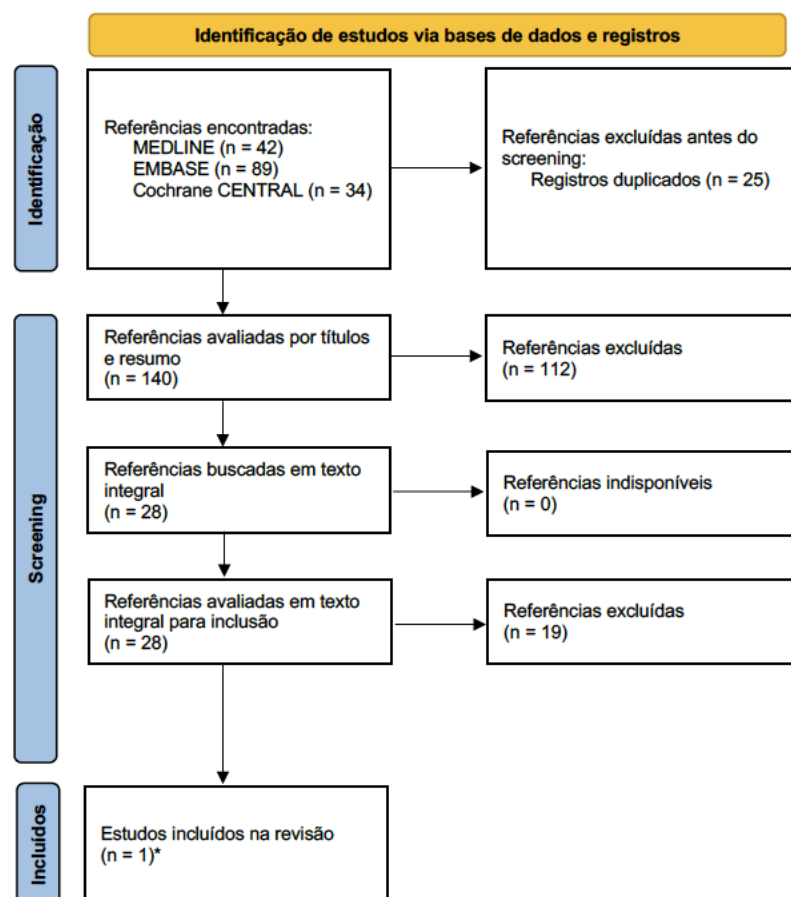 Identificação de estudos via bases de dados e registros
Identificação
Referências encontradas:
MEDLINE (n = 42)
EMBASE (n = 89)
Cochrane CENTRAL (n = 34)
Referências excluídas antes do
screening:
Registros duplicados (n = 25)
Screening
Referências avaliadas por títulos
e resumo
(n = 140)
Referências excluídas
(n = 112)
Referências buscadas em texto
integral
(n = 28)
Referências indisponíveis
(n = 0)
Referências avaliadas em texto
integral para inclusão
(n = 28)
Referências excluídas
(n = 19)
Incluídos
Estudos incluídos na revisão
(n = 1)*